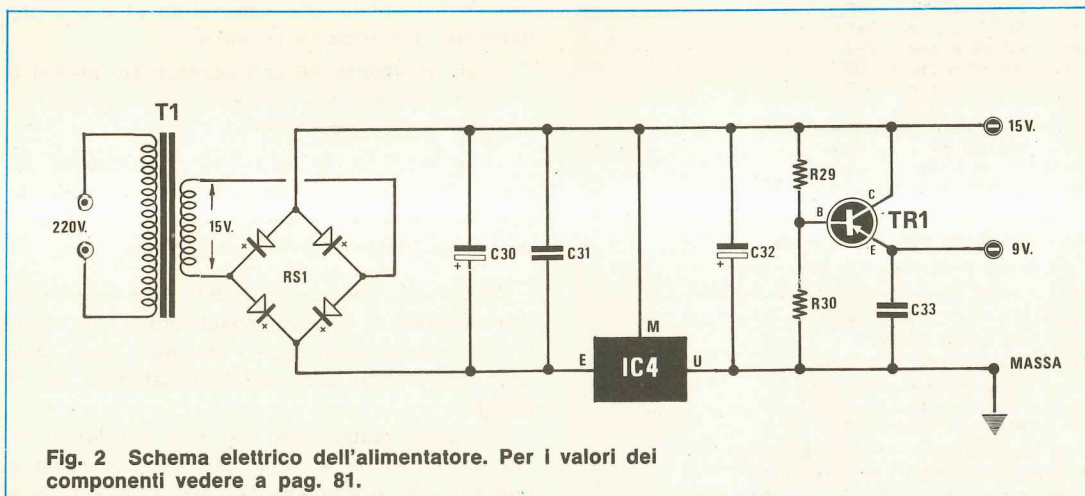 T1
220V.
15V.
RS1
+
C30
C31
M
E
IC4
U
+
C32
R29
R30
B
C
TR1
E
C33
15V.
9V.
MASSA
Fig. 2 Schema elettrico dell'alimentatore. Per i valori dei
componenti vedere a pag. 81.